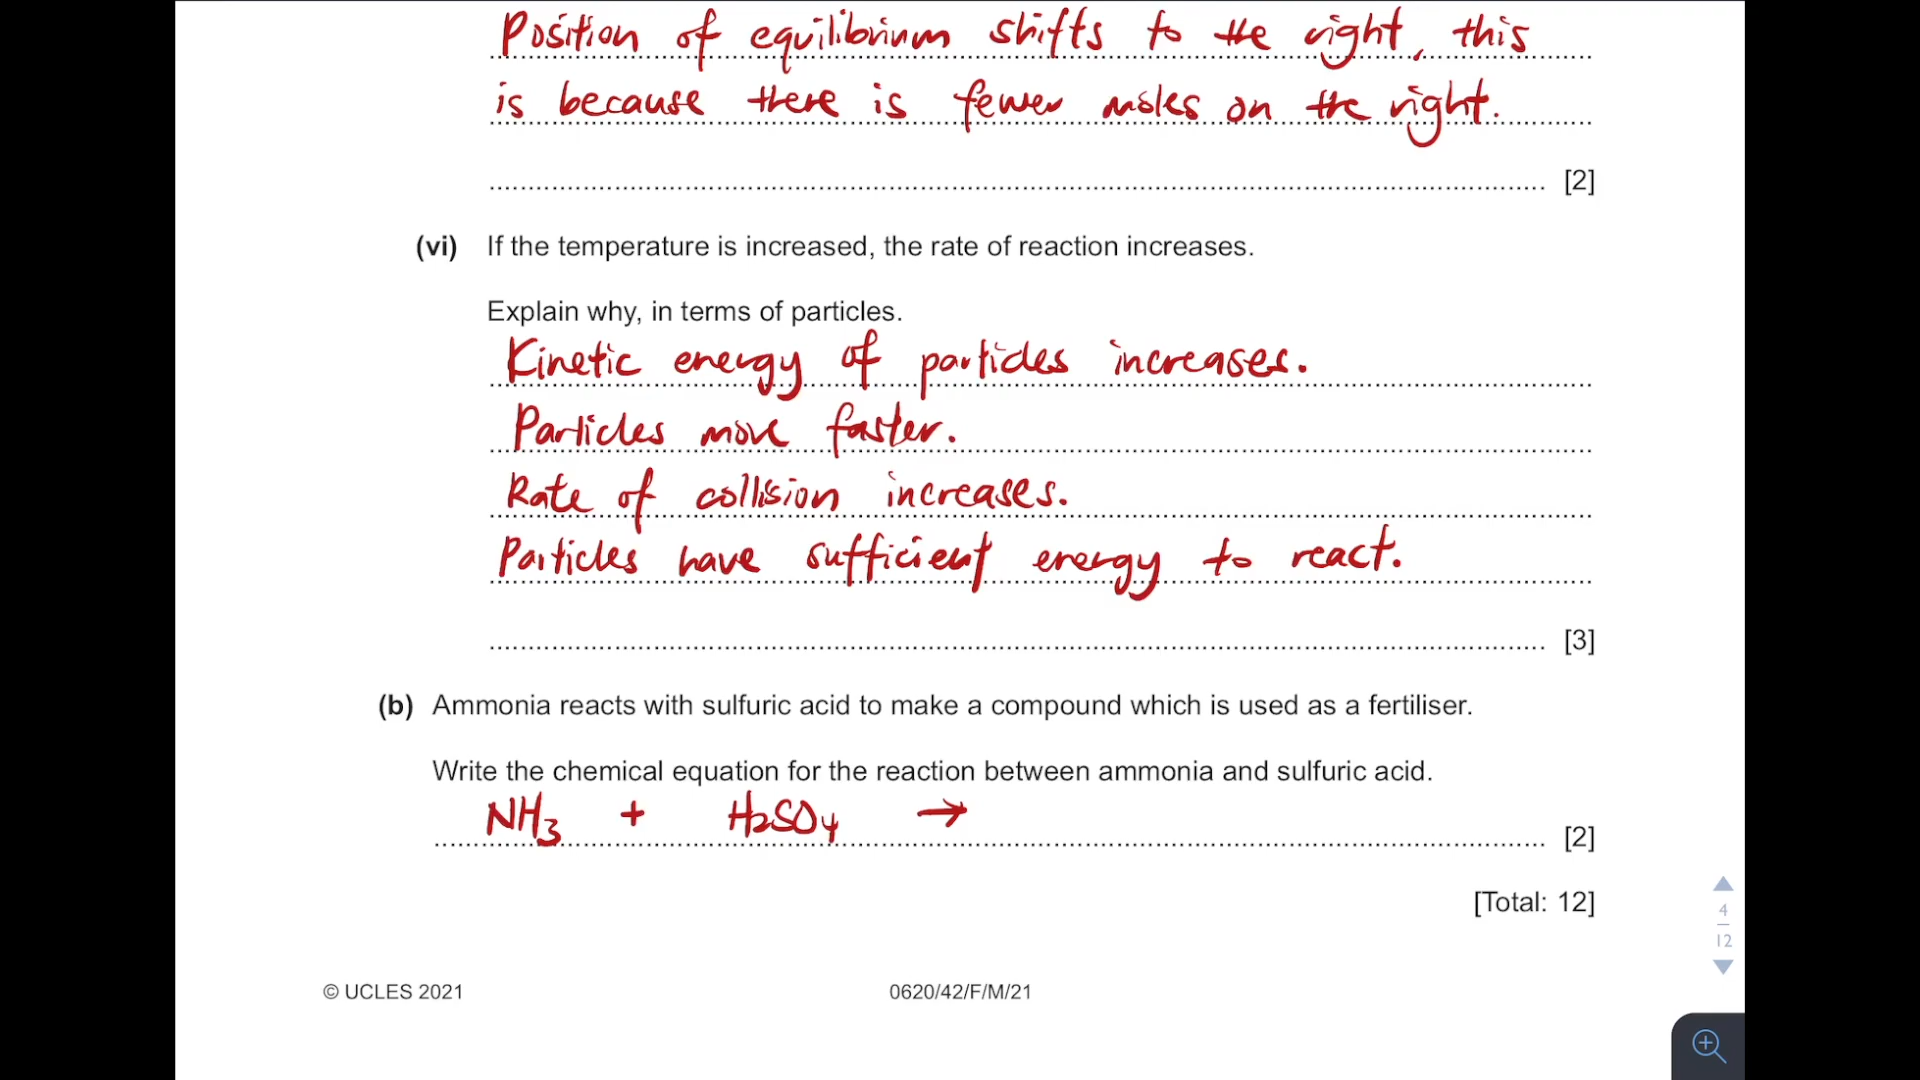 Position of equilibrium shifts to the right, this
is because there is fewer moles on the right.
[2]
(vi) If the temperature is increased, the rate of reaction increases.
Explain why, in terms of particles.
Kinetic energy of particles increases.
Particles move faster.
Rate of collision increases.
Particles have sufficient energy to react.
[3]
(b) Ammonia reacts with sulfuric acid to make a compound which is used as a fertiliser.
Write the chemical equation for the reaction between ammonia and sulfuric acid.
NH3 + H2SO4 →
[2]
[Total: 12]
4
12
© UCLES 2021 0620/42/F/M/21